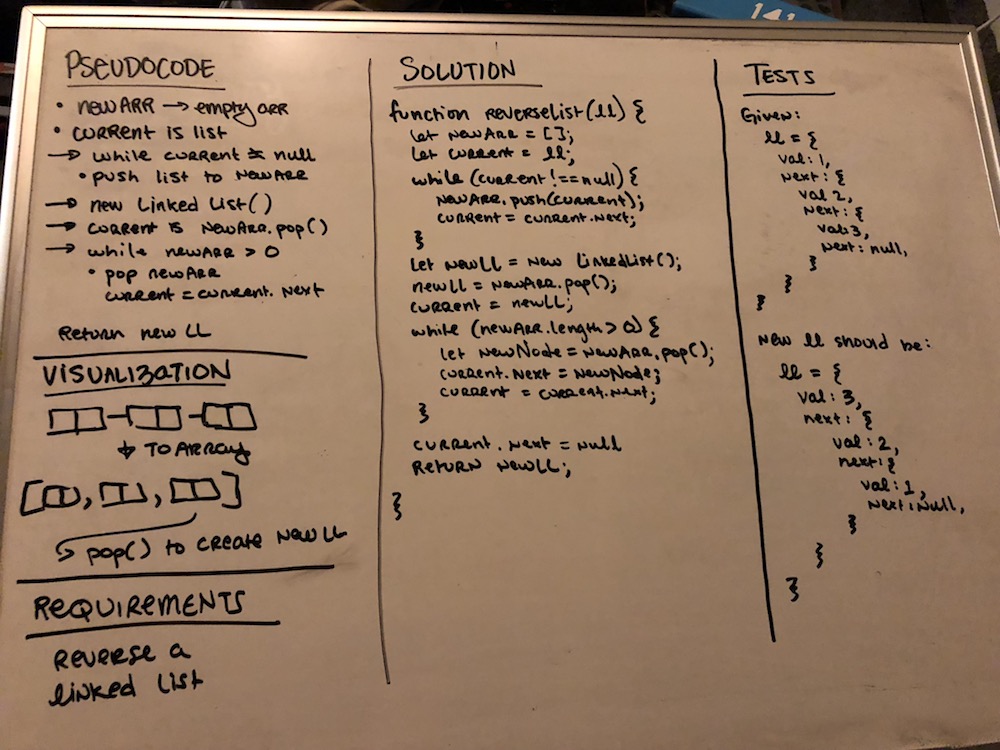 141
PSEUDOCODE
• newARR → empty arr
• current is list
→ while current ≠ null
• push list to newARR
→ new Linked List()
→ current is newArr.pop()
→ while newARR > 0
• pop newARR
current = current.next
Return new LL
VISUALIZATION
↓ TO ARRAY
[ , , ]
pop() to create new LL
REQUIREMENTS
Reverse a
linked list
SOLUTION
function reverseList(ll) {
let newArr = [];
let current = ll;
while (current !== null) {
newArr.push(current);
current = current.next;
}
let newll = new LinkedList();
newll = newArr.pop();
current = newLL;
while (newArr.length > 0) {
let newNode = newArr.pop();
current.next = newNode;
current = current.next;
}
current.next = null
return newLL;
}
TESTS
Given:
ll = {
val: 1,
next: {
val 2,
next: {
val: 3,
next: null,
}
}
}
New ll should be:
ll = {
val: 3,
next: {
val: 2,
next: {
val: 1,
next: null,
}
}
}